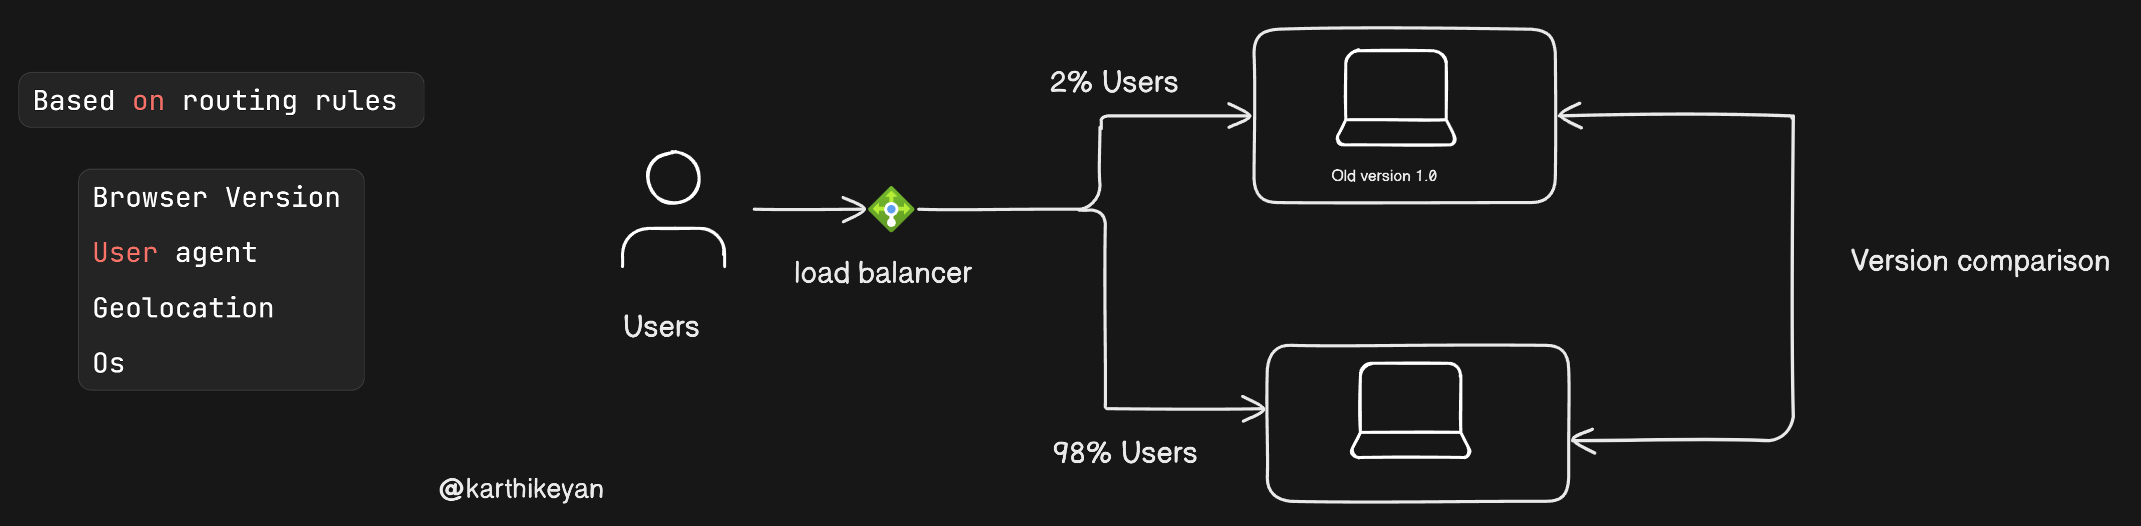 Based on routing rules
Browser Version
User agent
Geolocation
Os
Users
load balancer
2% Users
Old version 1.0
98% Users
Version comparison
@karthikeyan